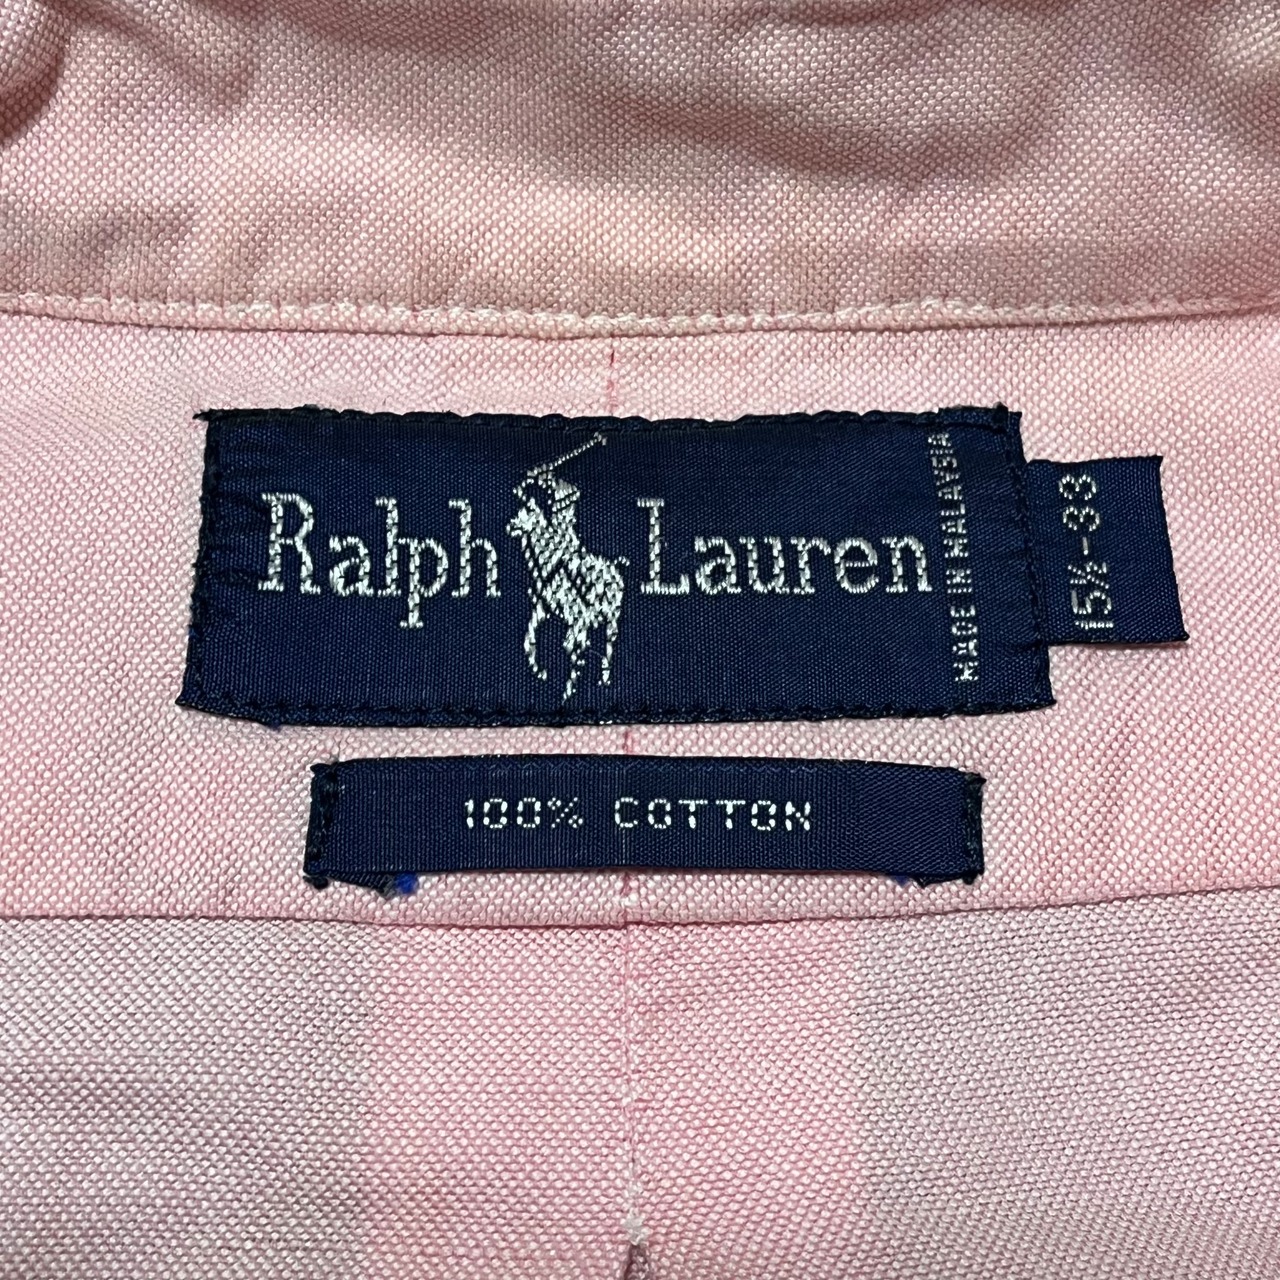 Ralph Lauren
MADE IN MALAYSIA
15½-33
100% COTTON